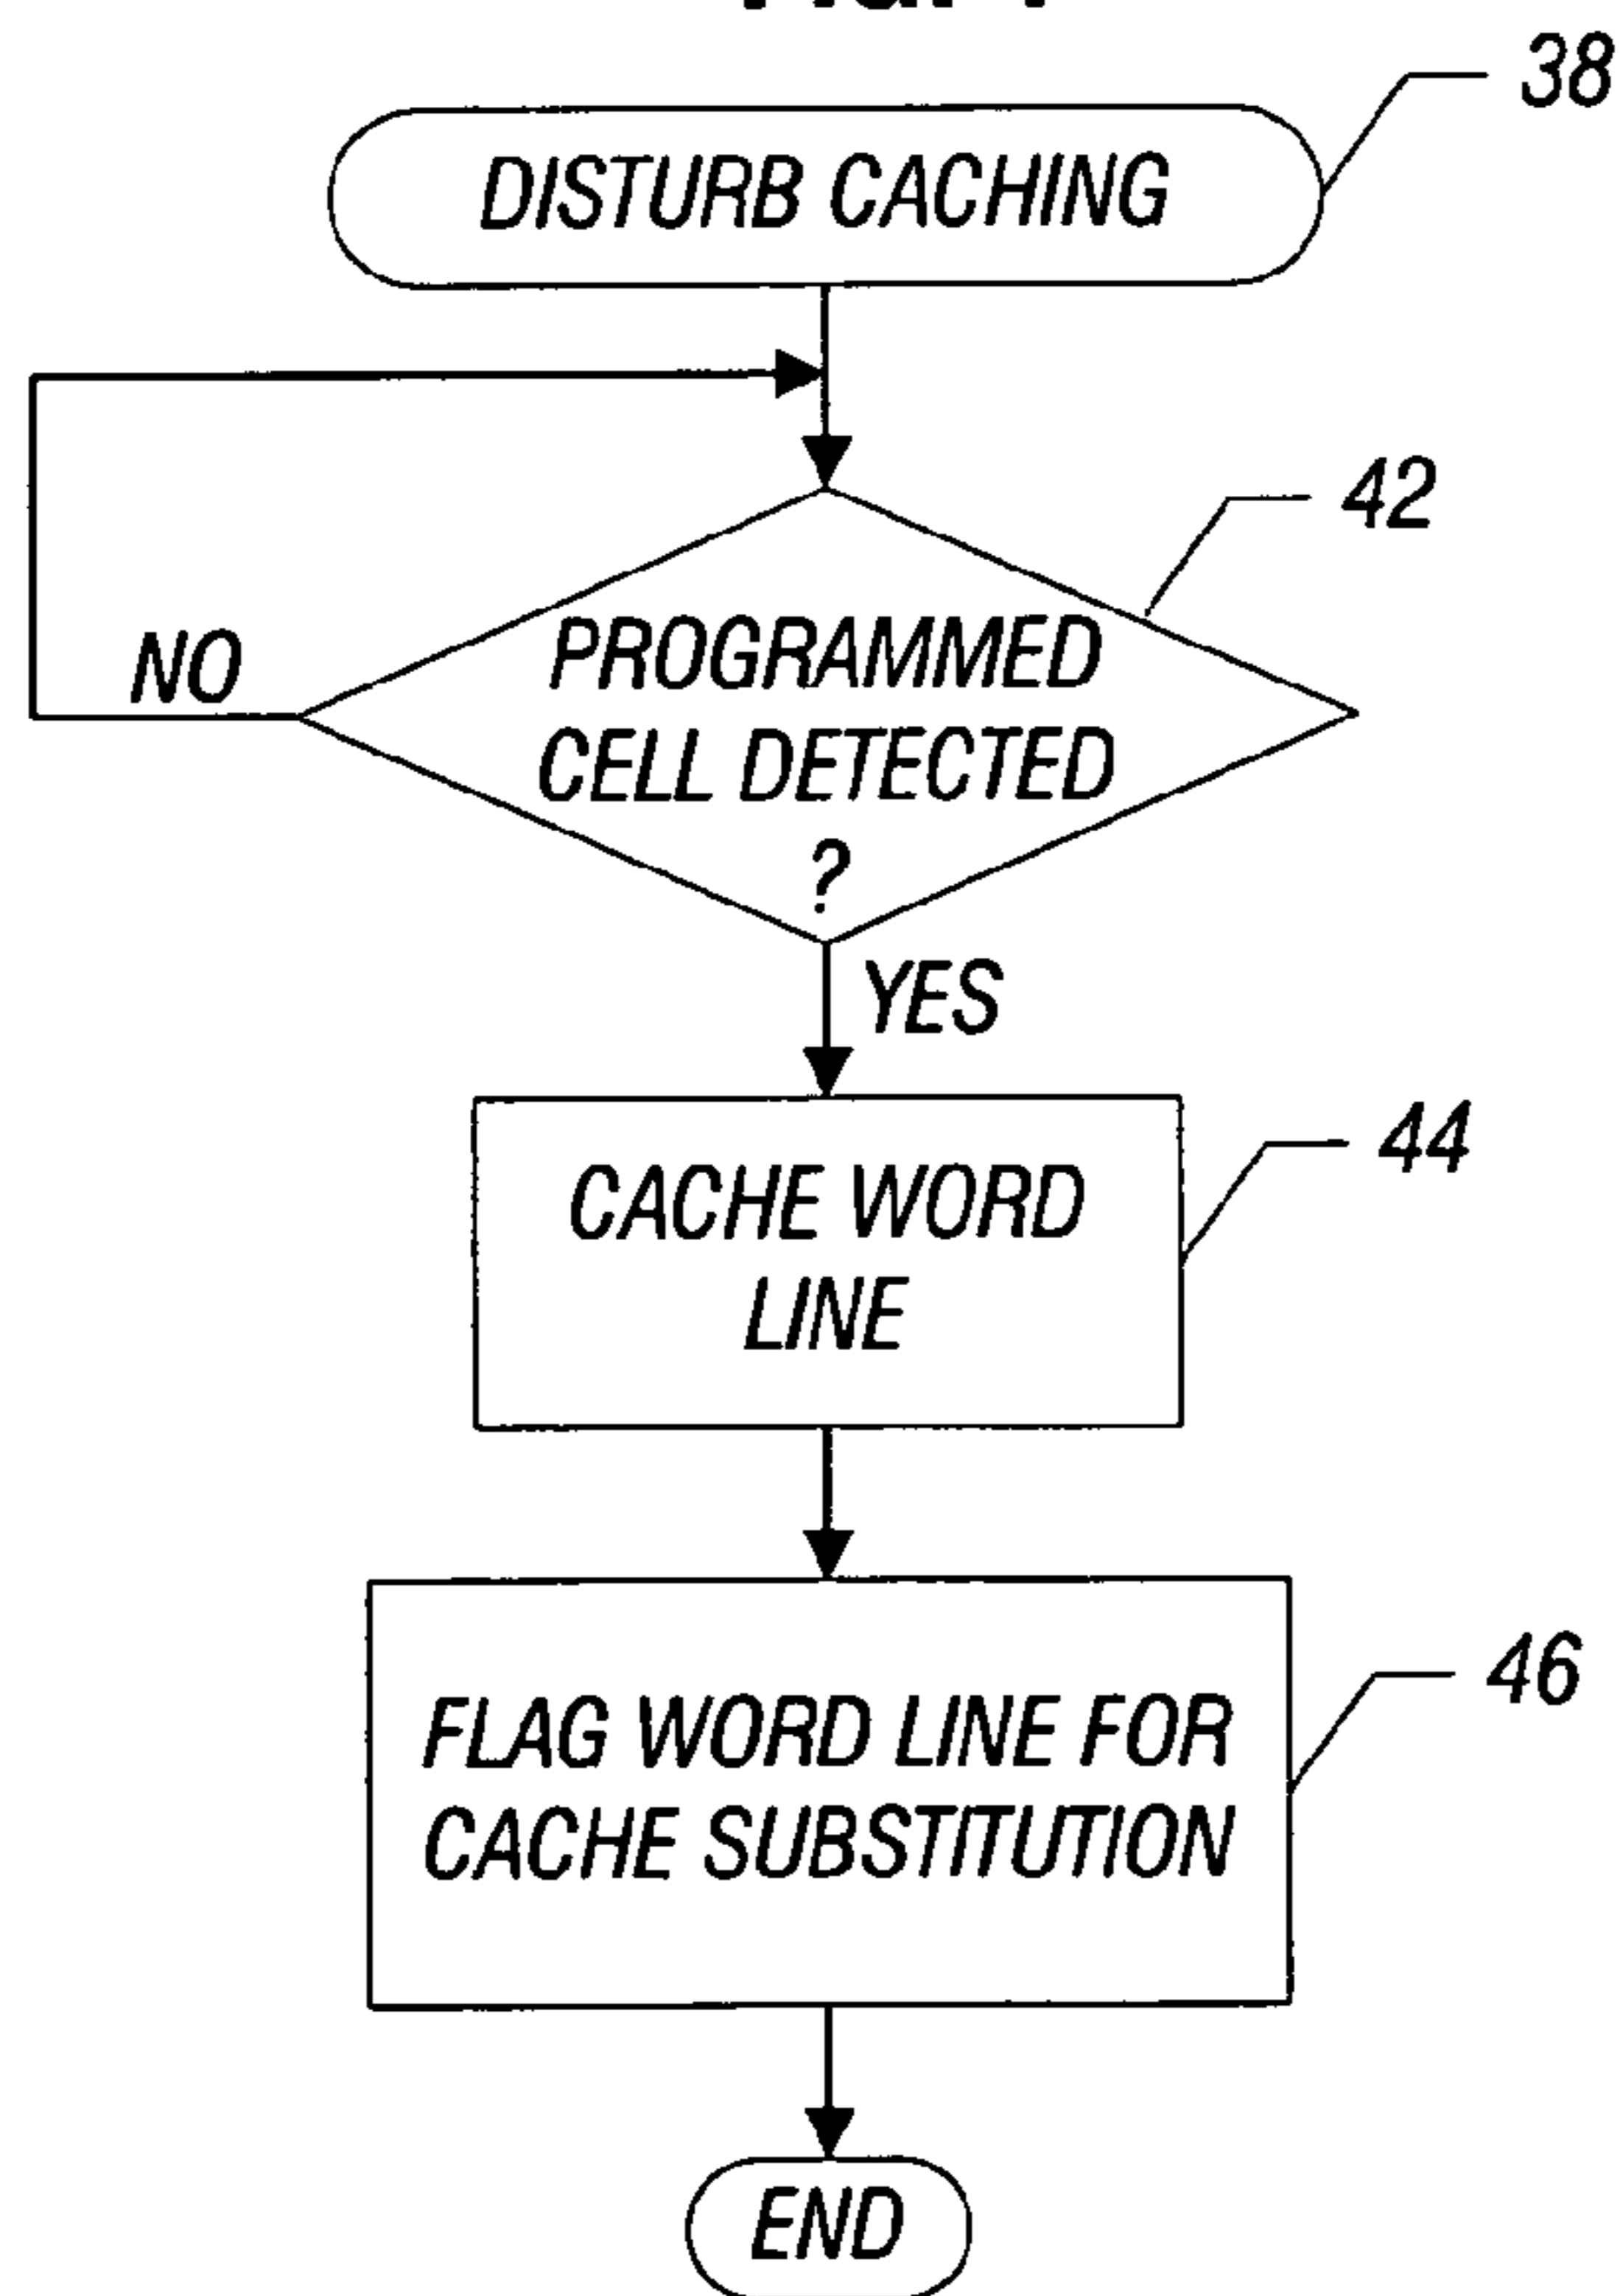 38
DISTURB CACHING
42
NO
PROGRAMMED
CELL DETECTED
?
YES
44
CACHE WORD
LINE
46
FLAG WORD LINE FOR
CACHE SUBSTITUTION
END